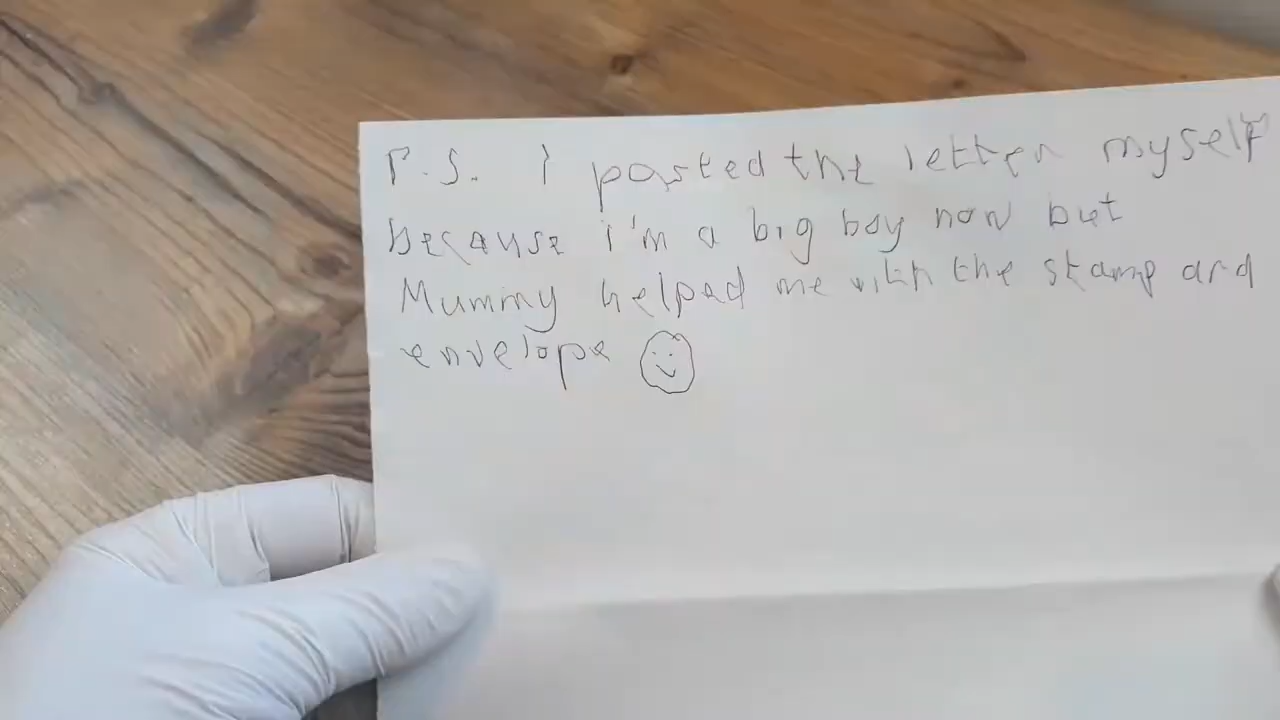 P.S. i posted the letter myself
because i'm a big boy now but
Mummy helped me with the stamp and
envelope